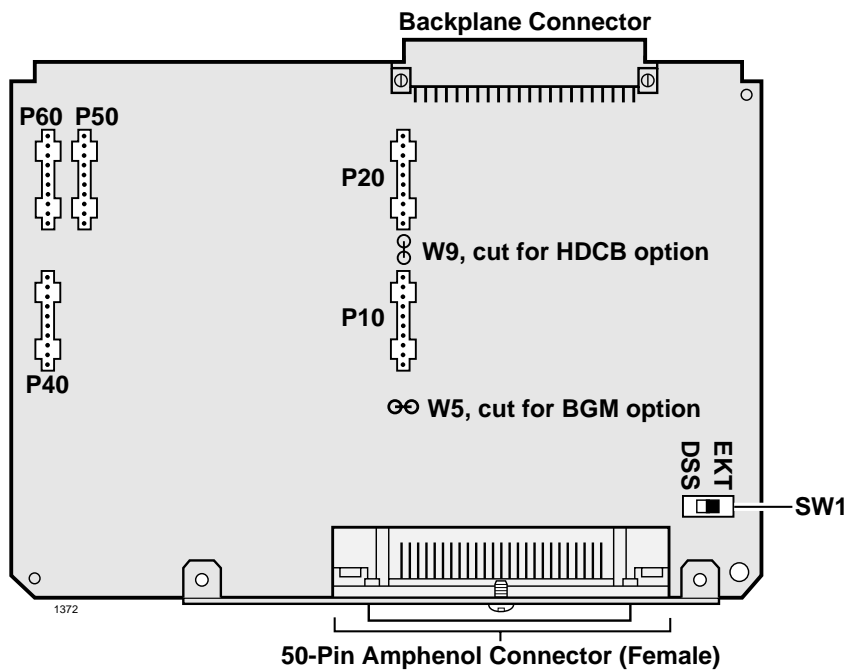 Backplane Connector
P60 P50
P20
W9, cut for HDCB option
P10
P40
W5, cut for BGM option
DSS
EKT
SW1
1372
50-Pin Amphenol Connector (Female)